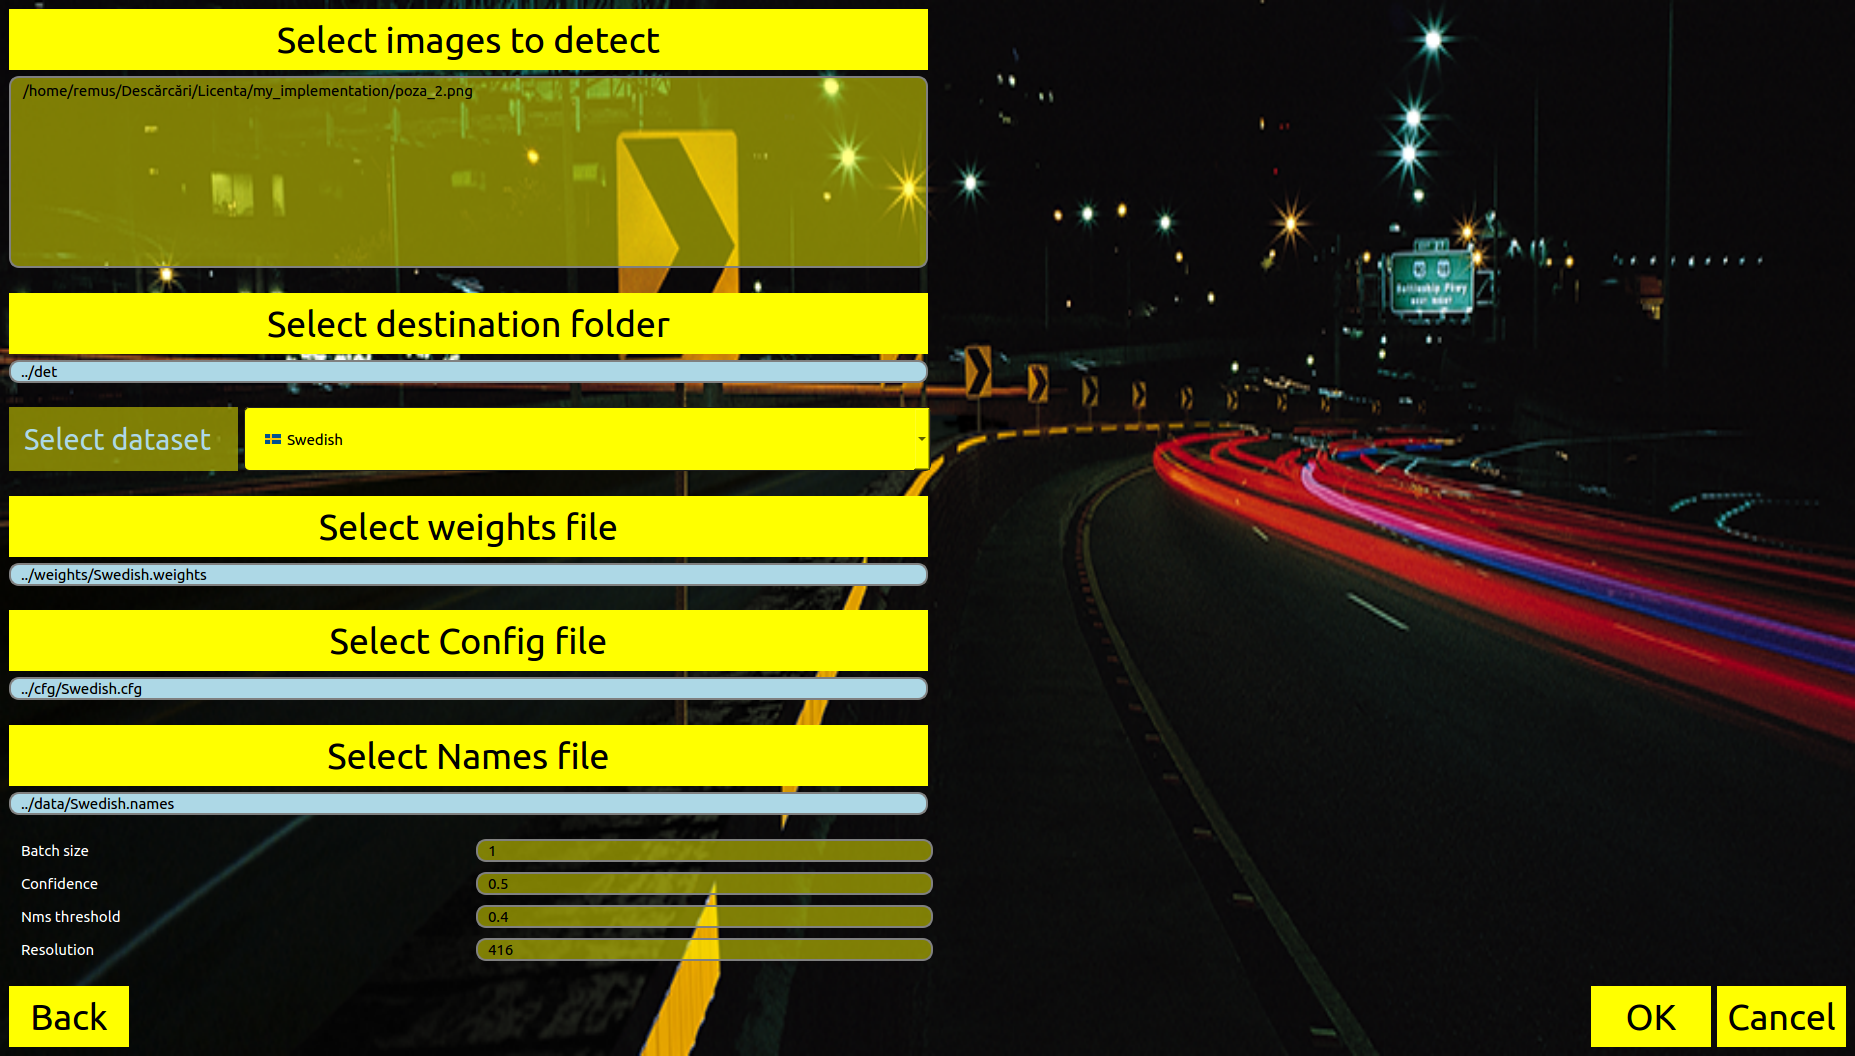 Select images to detect
/home/remus/Descărcări/Licenta/my_implementation/poza_2.png
Select destination folder
../det
Select dataset
Swedish
Select weights file
../weights/Swedish.weights
Select Config file
../cfg/Swedish.cfg
Select Names file
../data/Swedish.names
Batch size 1
Confidence 0.5
Nms threshold 0.4
Resolution 416
Back
OK
Cancel